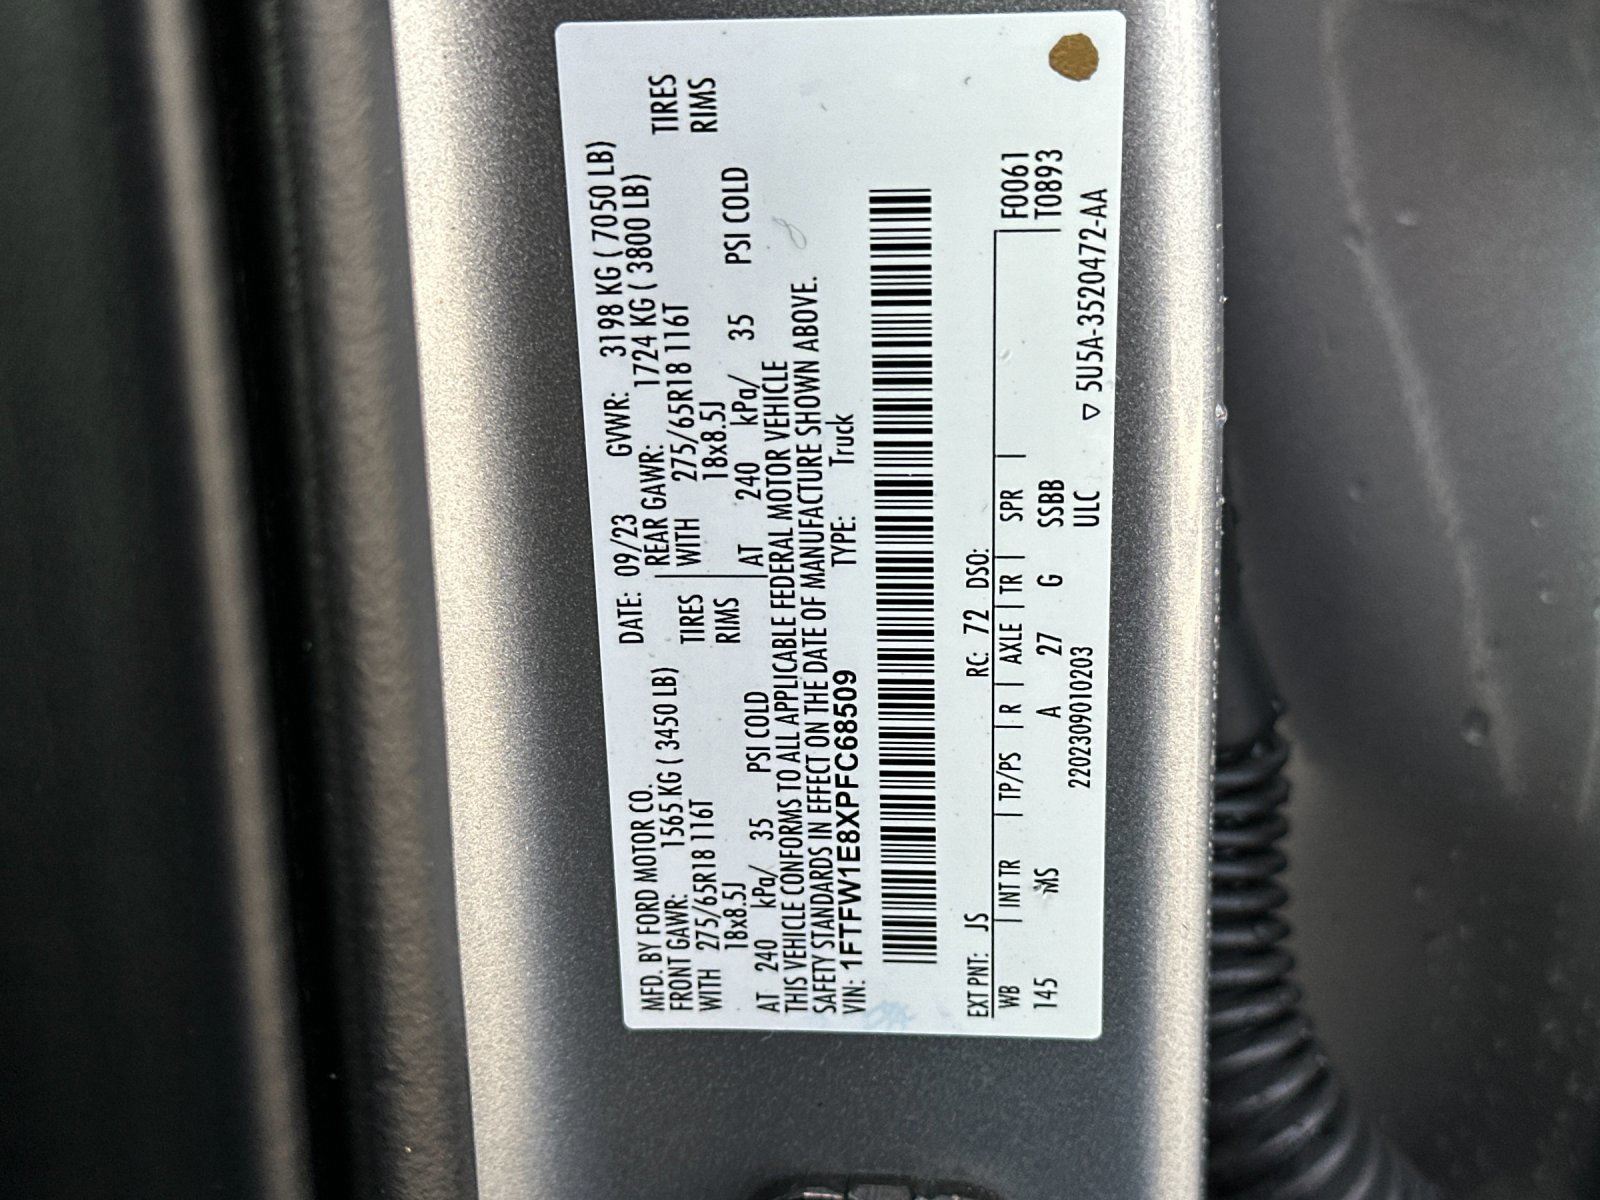 MFD. BY FORD MOTOR CO. DATE: 09/23 GVWR: 3198 KG ( 7050 LB)
FRONT GAWR: 1565 KG ( 3450 LB) REAR GAWR: 1724 KG ( 3800 LB)
WITH 275/65R18 116T TIRES WITH 275/65R18 116T TIRES
18x8.5J RIMS 18x8.5J RIMS
AT 240 kPa/ 35 PSI COLD AT 240 kPa/ 35 PSI COLD
THIS VEHICLE CONFORMS TO ALL APPLICABLE FEDERAL MOTOR VEHICLE
SAFETY STANDARDS IN EFFECT ON THE DATE OF MANUFACTURE SHOWN ABOVE.
VIN: 1FTFW1E8XPFC68509 TYPE: Truck
EXT PNT: JS RC: 72 DSO:
WB | INT TR | TP/PS | R | AXLE | TR | SPR | F0061
145 MS A 27 G SSBB T0893
220230901020​3 ULC ▽ 5U5A-3520472-AA